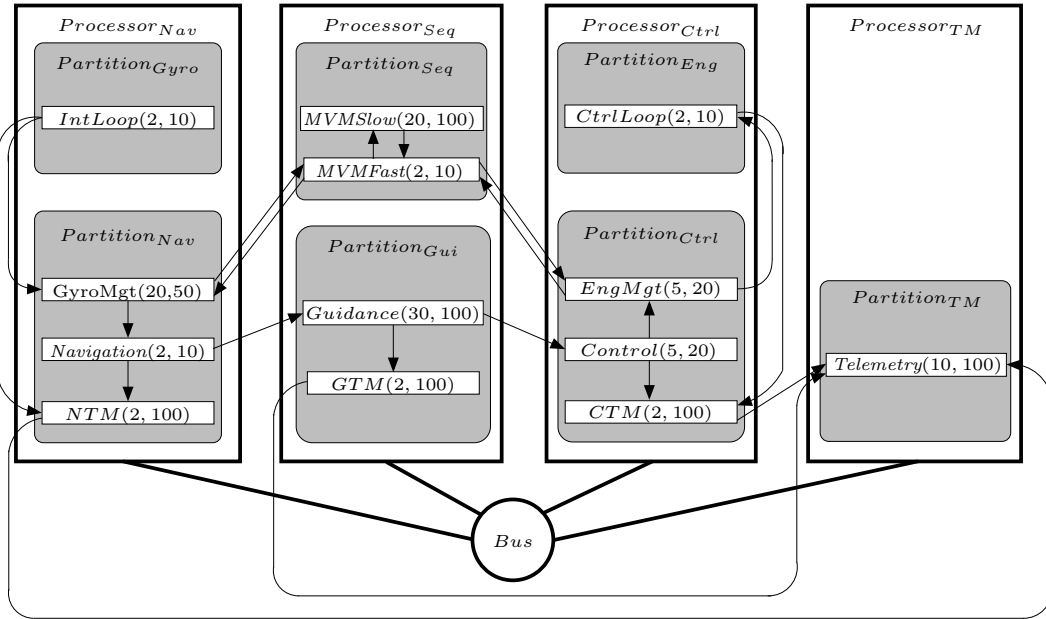 Processor_Nav
Partition_Gyro
IntLoop(2, 10)
Partition_Nav
GyroMgt(20,50)
Navigation(2, 10)
NTM(2, 100)
Processor_Seq
Partition_Seq
MVMSlow(20, 100)
MVMFast(2, 10)
Partition_Gui
Guidance(30, 100)
GTM(2, 100)
Processor_Ctrl
Partition_Eng
CtrlLoop(2, 10)
Partition_Ctrl
EngMgt(5, 20)
Control(5, 20)
CTM(2, 100)
Processor_TM
Partition_TM
Telemetry(10, 100)
Bus